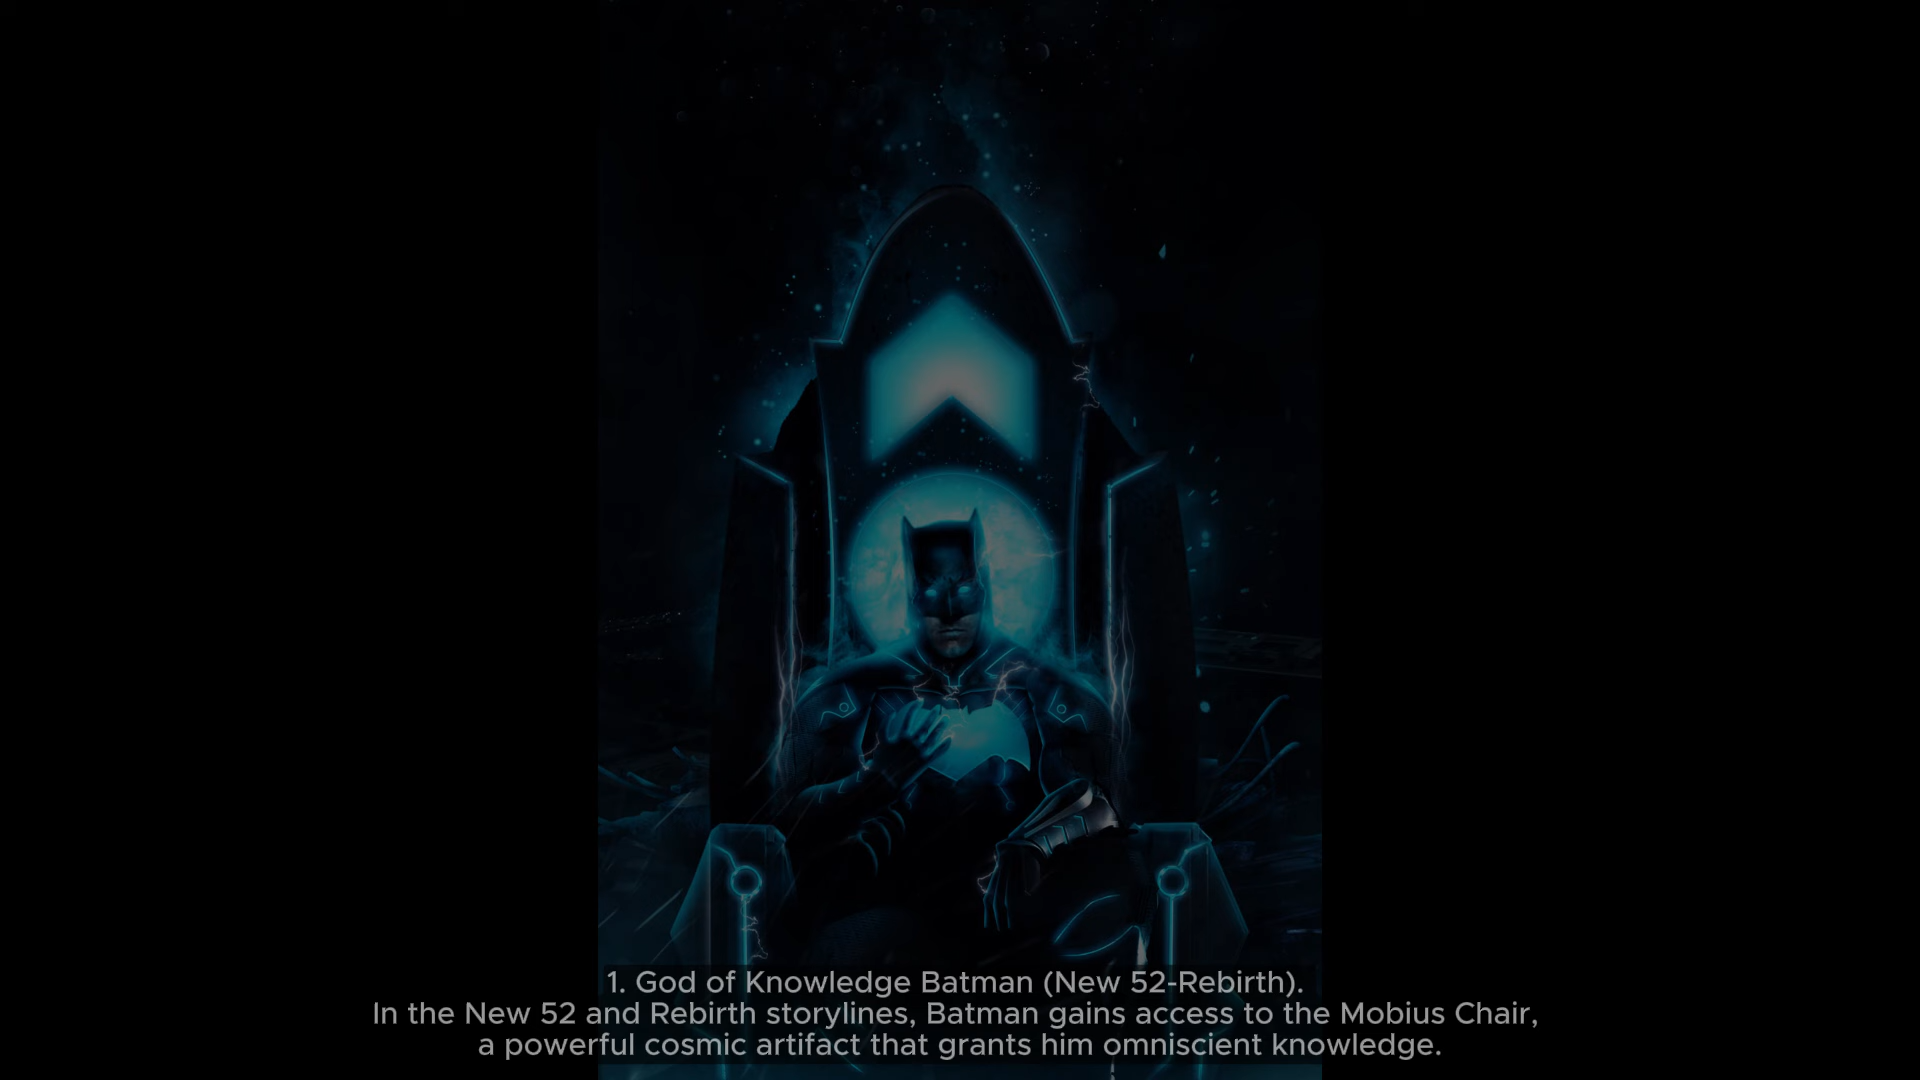 1. God of Knowledge Batman (New 52-Rebirth).
In the New 52 and Rebirth storylines, Batman gains access to the Mobius Chair,
a powerful cosmic artifact that grants him omniscient knowledge.